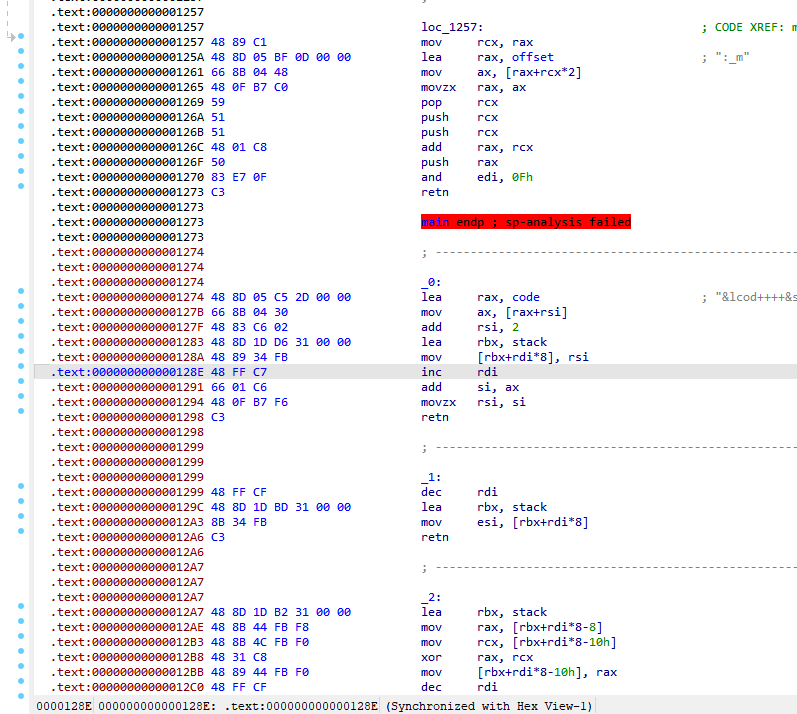 .text:0000000000001257
.text:0000000000001257 loc_1257: ; CODE XREF: m
.text:0000000000001257 48 89 C1 mov rcx, rax
.text:000000000000125A 48 8D 05 BF 0D 00 00 lea rax, offset ; ":_m"
.text:0000000000001261 66 8B 04 48 mov ax, [rax+rcx*2]
.text:0000000000001265 48 0F B7 C0 movzx rax, ax
.text:0000000000001269 59 pop rcx
.text:000000000000126A 51 push rcx
.text:000000000000126B 51 push rcx
.text:000000000000126C 48 01 C8 add rax, rcx
.text:000000000000126F 50 push rax
.text:0000000000001270 83 E7 0F and edi, 0Fh
.text:0000000000001273 C3 retn
.text:0000000000001273
.text:0000000000001273 main endp ; sp-analysis failed
.text:0000000000001273
.text:0000000000001274 ; ---------------------------------------------------
.text:0000000000001274
.text:0000000000001274 _0:
.text:0000000000001274 48 8D 05 C5 2D 00 00 lea rax, code ; "&lcod++++&s
.text:000000000000127B 66 8B 04 30 mov ax, [rax+rsi]
.text:000000000000127F 48 83 C6 02 add rsi, 2
.text:0000000000001283 48 8D 1D D6 31 00 00 lea rbx, stack
.text:000000000000128A 48 89 34 FB mov [rbx+rdi*8], rsi
.text:000000000000128E 48 FF C7 inc rdi
.text:0000000000001291 66 01 C6 add si, ax
.text:0000000000001294 48 0F B7 F6 movzx rsi, si
.text:0000000000001298 C3 retn
.text:0000000000001298
.text:0000000000001299 ; ---------------------------------------------------
.text:0000000000001299
.text:0000000000001299 _1:
.text:0000000000001299 48 FF CF dec rdi
.text:000000000000129C 48 8D 1D BD 31 00 00 lea rbx, stack
.text:00000000000012A3 8B 34 FB mov esi, [rbx+rdi*8]
.text:00000000000012A6 C3 retn
.text:00000000000012A6
.text:00000000000012A7 ; ---------------------------------------------------
.text:00000000000012A7
.text:00000000000012A7 _2:
.text:00000000000012A7 48 8D 1D B2 31 00 00 lea rbx, stack
.text:00000000000012AE 48 8B 44 FB F8 mov rax, [rbx+rdi*8-8]
.text:00000000000012B3 48 8B 4C FB F0 mov rcx, [rbx+rdi*8-10h]
.text:00000000000012B8 48 31 C8 xor rax, rcx
.text:00000000000012BB 48 89 44 FB F0 mov [rbx+rdi*8-10h], rax
.text:00000000000012C0 48 FF CF dec rdi
0000128E 000000000000128E: .text:000000000000128E (Synchronized with Hex View-1)